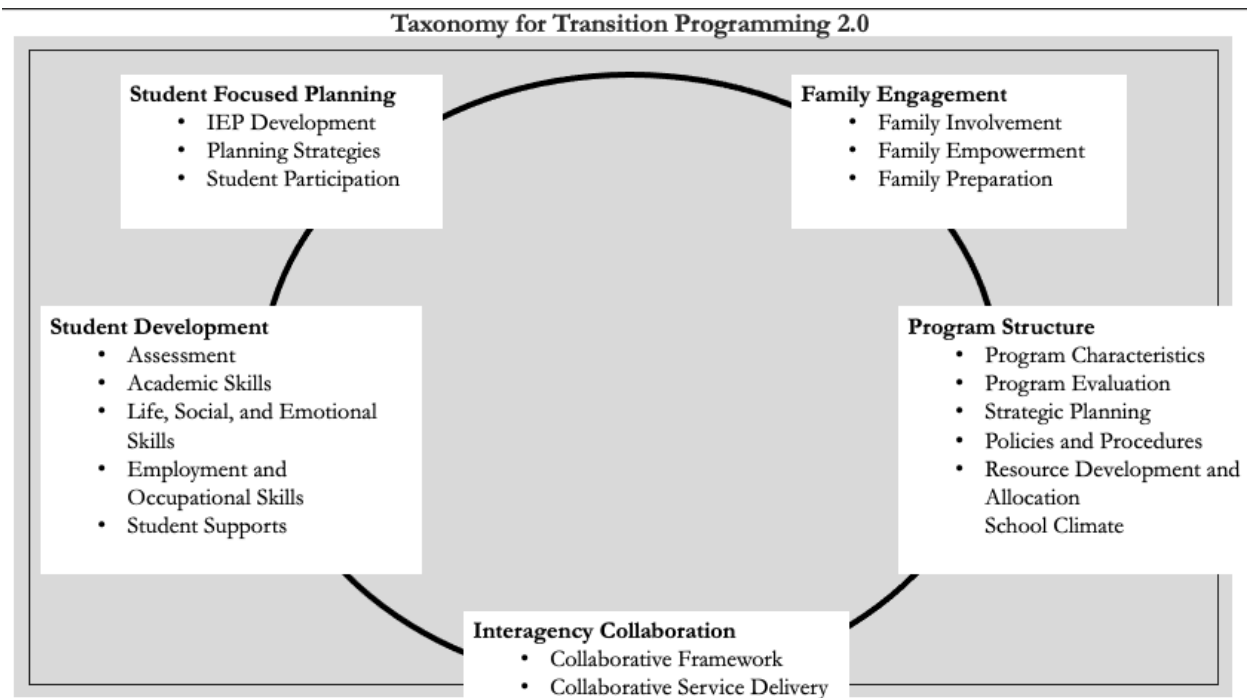 Taxonomy for Transition Programming 2.0
Student Focused Planning
• IEP Development
• Planning Strategies
• Student Participation
Family Engagement
• Family Involvement
• Family Empowerment
• Family Preparation
Student Development
• Assessment
• Academic Skills
• Life, Social, and Emotional
Skills
• Employment and
Occupational Skills
• Student Supports
Program Structure
• Program Characteristics
• Program Evaluation
• Strategic Planning
• Policies and Procedures
• Resource Development and
Allocation
School Climate
Interagency Collaboration
• Collaborative Framework
• Collaborative Service Delivery